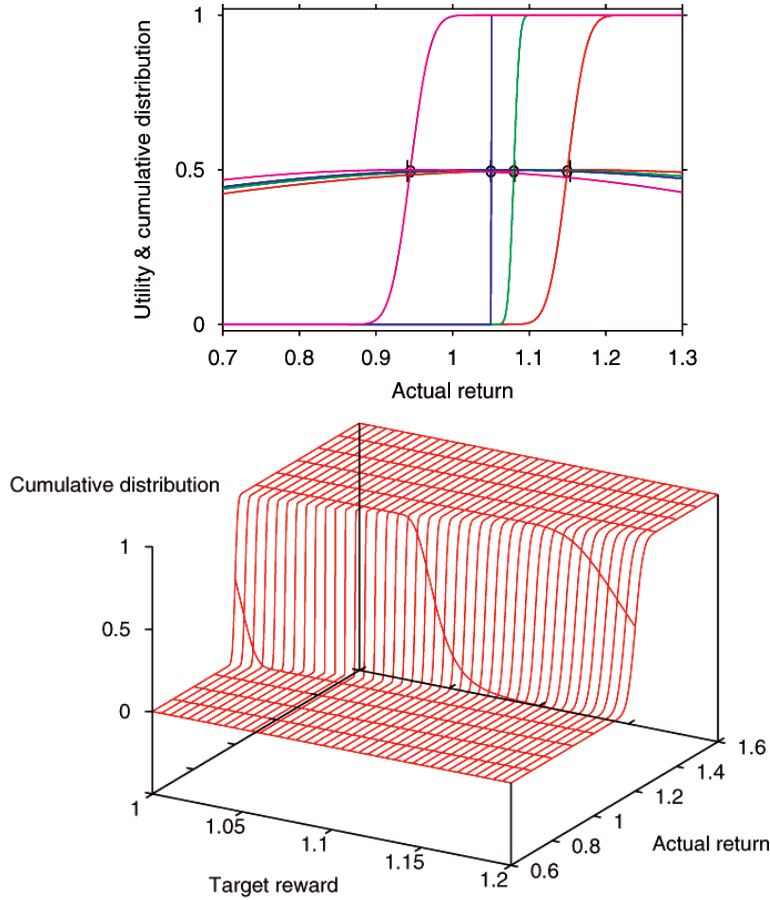 1
0.5
0
Utility & cumulative distribution
0.7 0.8 0.9 1 1.1 1.2 1.3
Actual return
Cumulative distribution
1
0.5
0
1
1.05
1.1
1.15
1.2
0.6
0.8
1
1.2
1.4
1.6
Target reward
Actual return